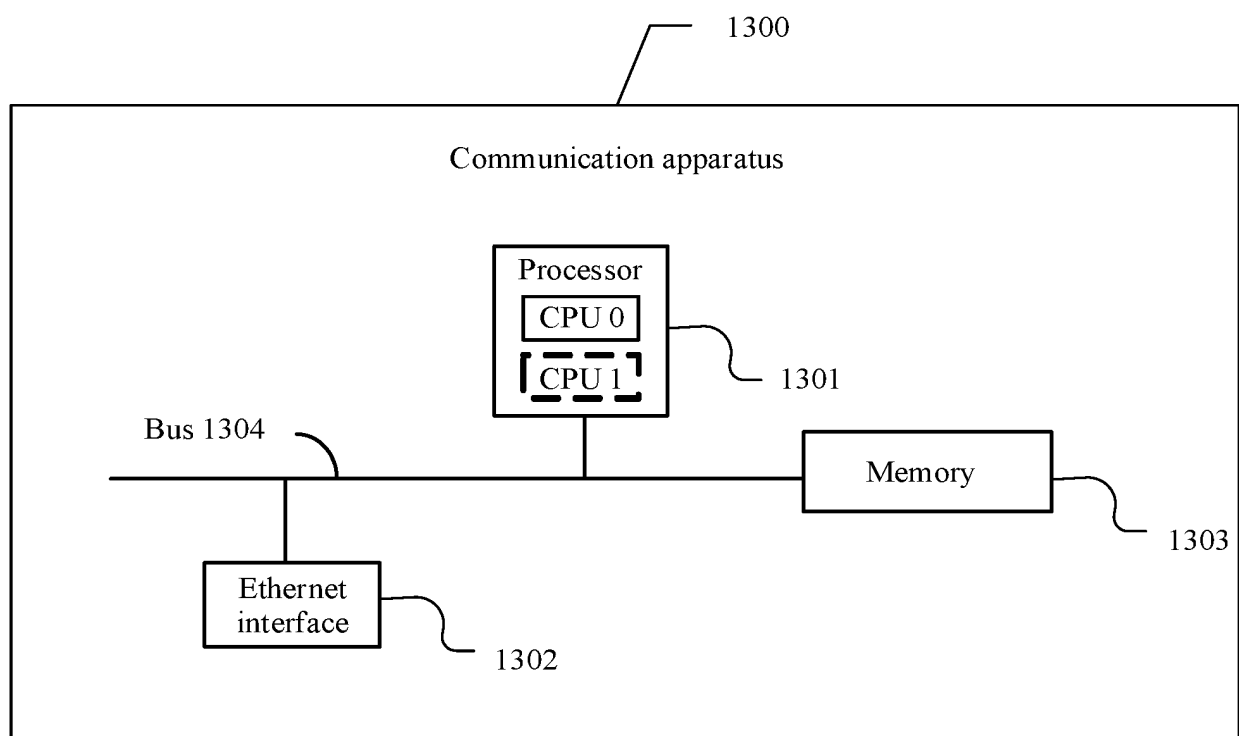 1300
Communication apparatus
Processor
CPU 0
CPU 1
1301
Bus 1304
Memory
1303
Ethernet
interface
1302